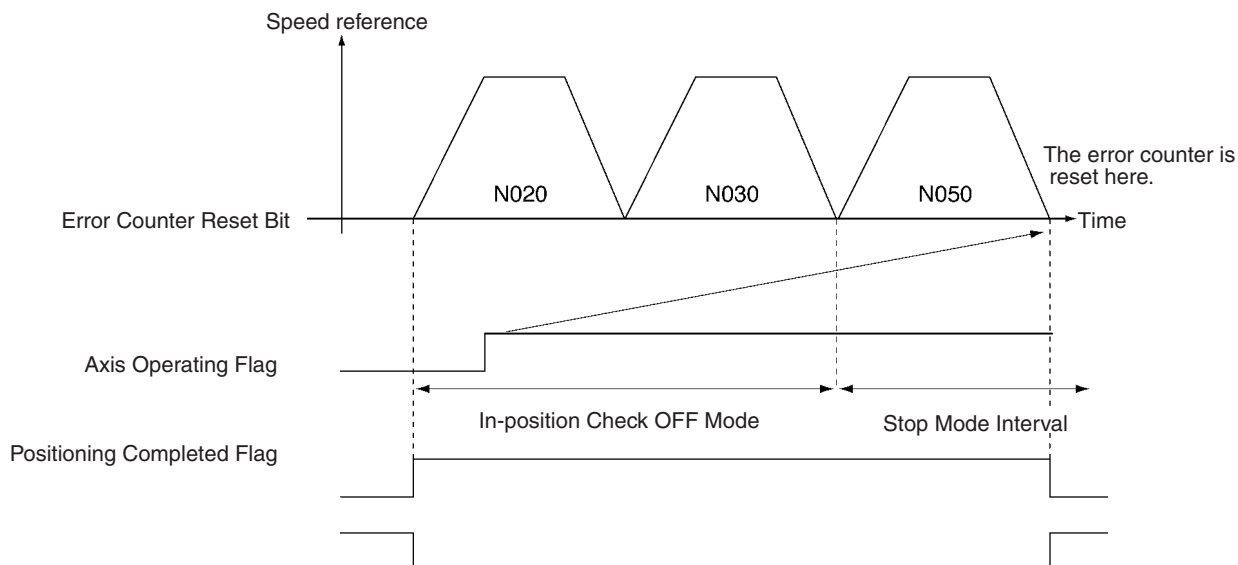 Speed reference
The error counter is
reset here.
N020
N030
N050
Error Counter Reset Bit
Time
Axis Operating Flag
In-position Check OFF Mode
Stop Mode Interval
Positioning Completed Flag